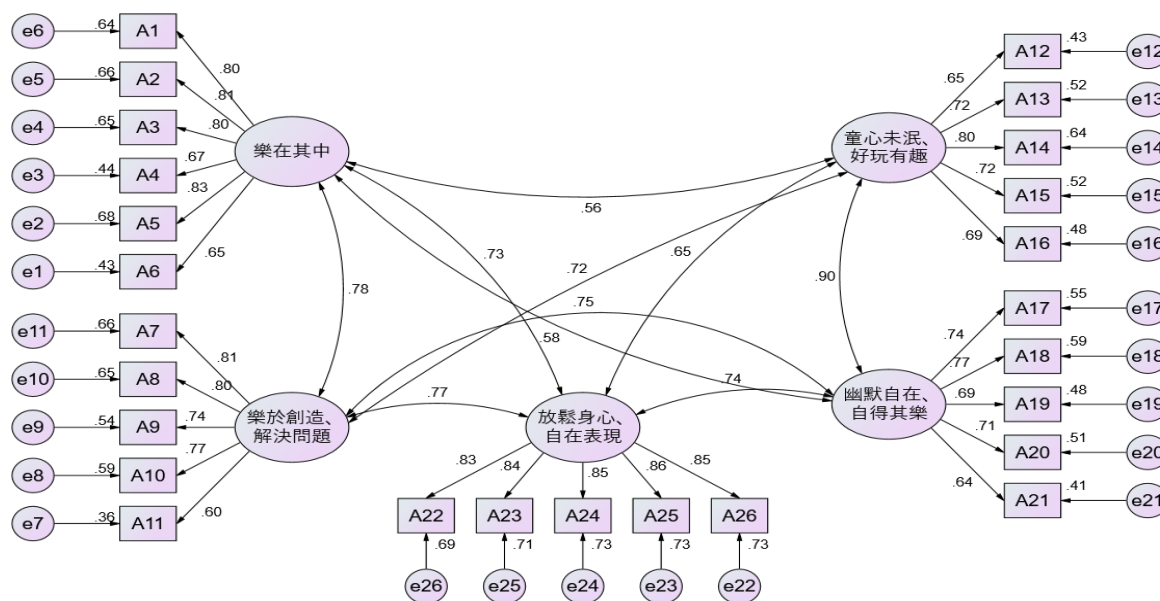 e6 .64 A1
.80
e5 .66 A2
.81
e4 .65 A3
.80
e3 .44 A4
.67
e2 .68 A5
.83
e1 .43 A6
.65
樂在其中
A12 .43 e12
.65
A13 .52 e13
.72
A14 .64 e14
.80
A15 .52 e15
.72
A16 .48 e16
.69
童心未泯、
好玩有趣
.56
.73
.72
.65
.78
.75
.90
.58
.77
.74
e11 .66 A7
.81
e10 .65 A8
.80
e9 .54 A9
.74
e8 .59 A10
.77
e7 .36 A11
.60
樂於創造、
解決問題
放鬆身心、
自在表現
幽默自在、
自得其樂
A17 .55 e17
.74
A18 .59 e18
.77
A19 .48 e19
.69
A20 .51 e20
.71
A21 .41 e21
.64
.83 .84 .85 .86 .85
A22 A23 A24 A25 A26
.69 .71 .73 .73 .73
e26 e25 e24 e23 e22